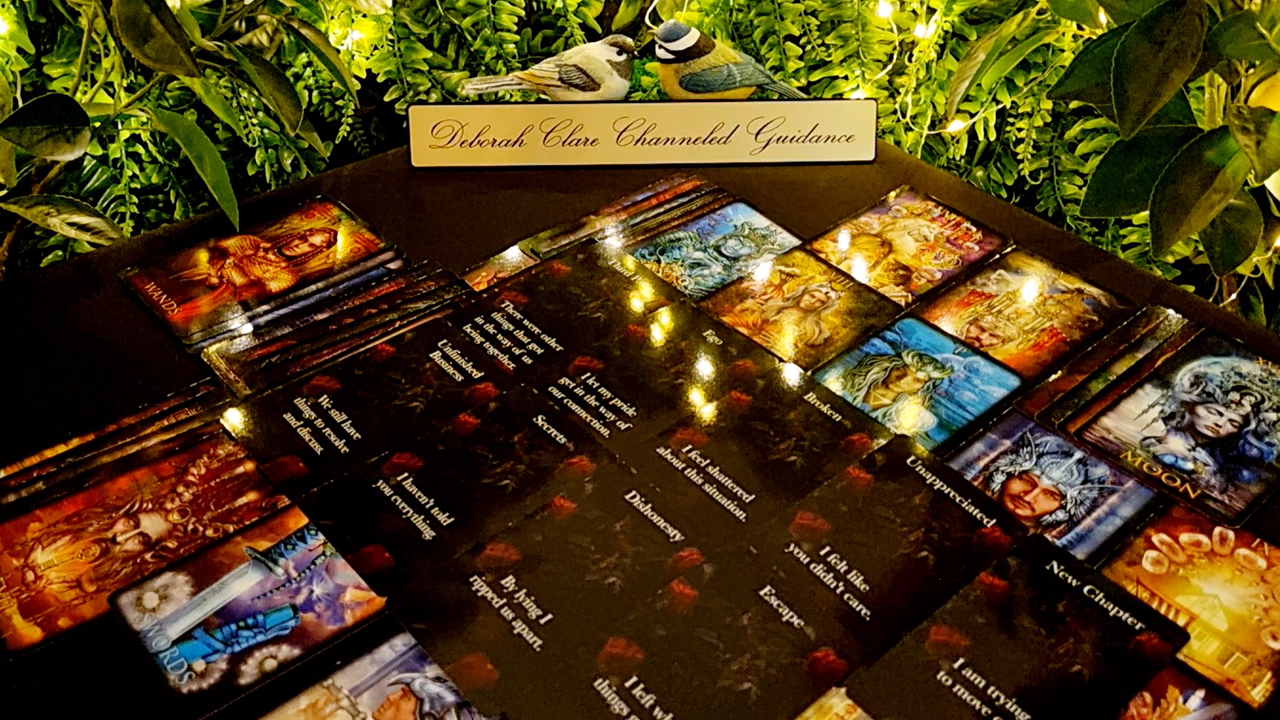 Deborah Clare Channeled Guidance
WANDS
There were other
things that got
in the way of us
being together.
Unfinished
Business
We still have
things to resolve
and discuss.
Ego
I let my pride
get in the way of
our connection.
Secrets
I haven't told
you everything.
Broken
I feel shattered
about this situation.
Dishonesty
By lying I
ripped us apart.
Unappreciated
I felt like
you didn't care.
Escape
I left
things
New Chapter
I am trying
to move
MOON
SWORDS